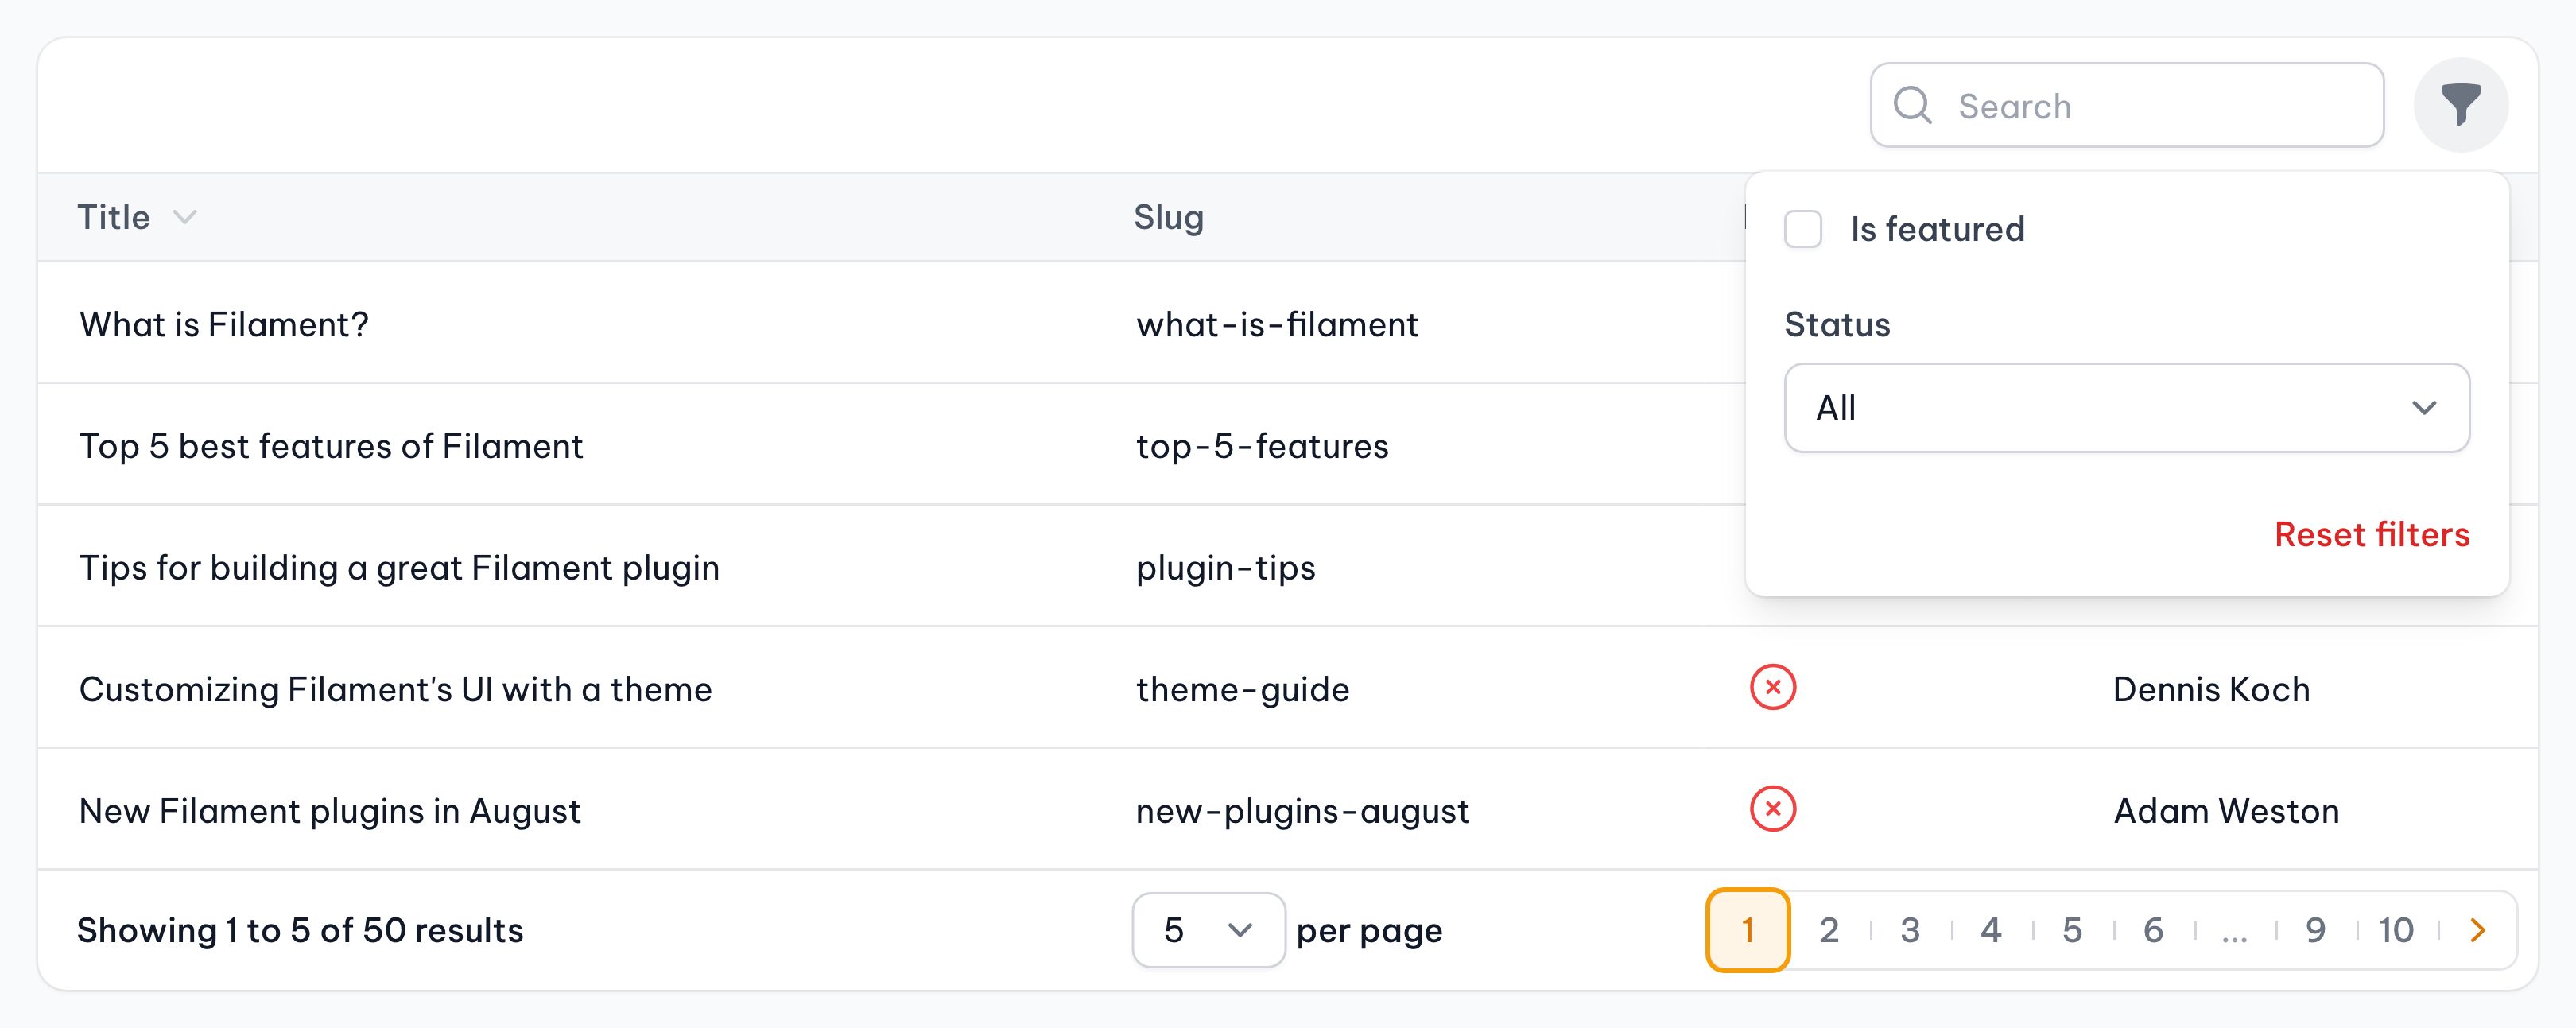 Search
Title
Slug
Is featured
What is Filament?
what-is-filament
Status
All
Top 5 best features of Filament
top-5-features
Reset filters
Tips for building a great Filament plugin
plugin-tips
Customizing Filament's UI with a theme
theme-guide
Dennis Koch
New Filament plugins in August
new-plugins-august
Adam Weston
Showing 1 to 5 of 50 results
5
per page
1 2 3 4 5 6 ... 9 10